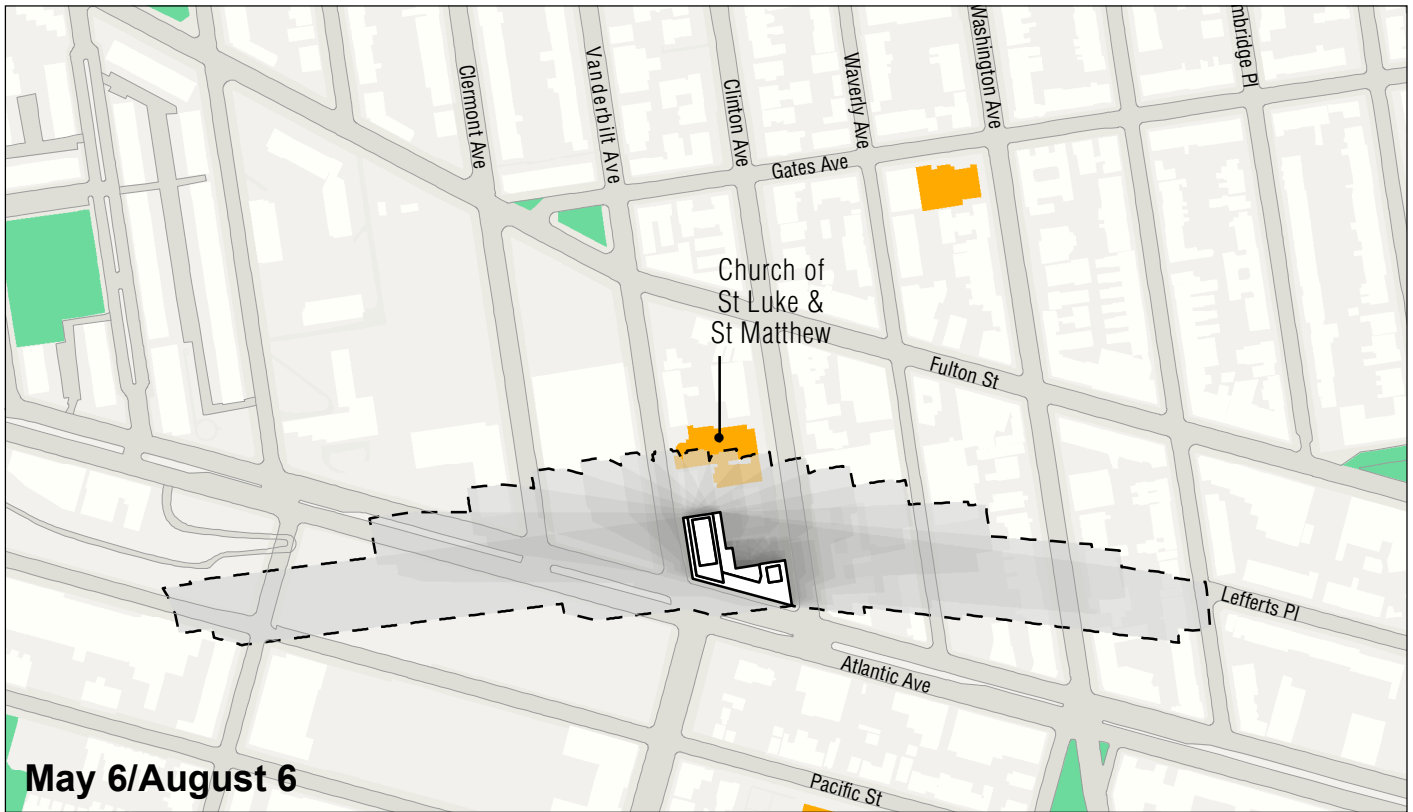 Clermont Ave
Vanderbilt Ave
Clinton Ave
Waverly Ave
Washington Ave
mbridge Pl
Gates Ave
Church of
St Luke &
St Matthew
Fulton St
Lefferts Pl
Atlantic Ave
Pacific St
May 6/August 6